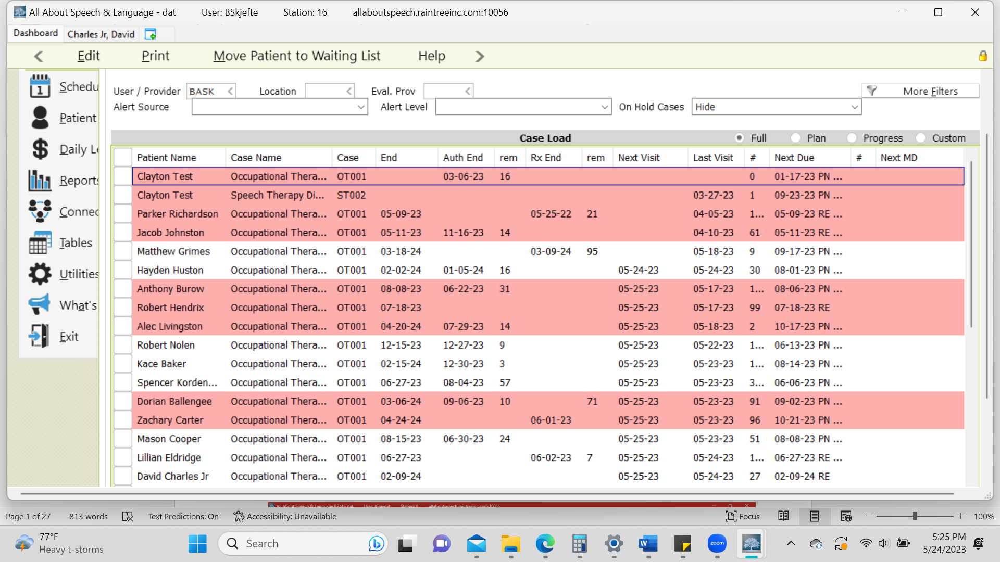 All About Speech & Language - dat User: BSkjefte Station: 16 allaboutspeech.raintreeinc.com:10056
Dashboard Charles Jr, David
Edit Print Move Patient to Waiting List Help
Schedu
Patient
Daily Le
Reports
Connec
Tables
Utilities
What's
Exit
User / Provider BASK Location Eval. Prov More Filters
Alert Source Alert Level On Hold Cases Hide
Case Load Full Plan Progress Custom
Patient Name Case Name Case End Auth End rem Rx End rem Next Visit Last Visit # Next Due # Next MD
Clayton Test Occupational Thera... OT001 03-06-23 16 0 01-17-23 PN ...
Clayton Test Speech Therapy Di... ST002 03-27-23 1 09-23-23 PN ...
Parker Richardson Occupational Thera... OT001 05-09-23 05-25-22 21 04-05-23 1... 05-09-23 RE ...
Jacob Johnston Occupational Thera... OT001 05-11-23 11-16-23 14 04-10-23 61 05-11-23 RE ...
Matthew Grimes Occupational Thera... OT001 03-18-24 03-09-24 95 05-18-23 9 09-17-23 PN ...
Hayden Huston Occupational Thera... OT001 02-02-24 01-05-24 16 05-24-23 05-24-23 30 08-01-23 PN ...
Anthony Burow Occupational Thera... OT001 08-08-23 06-22-23 31 05-25-23 05-17-23 1... 08-06-23 PN ...
Robert Hendrix Occupational Thera... OT001 07-18-23 05-25-23 05-17-23 99 07-18-23 RE
Alec Livingston Occupational Thera... OT001 04-20-24 07-29-23 14 05-25-23 05-18-23 2 10-17-23 PN ...
Robert Nolen Occupational Thera... OT001 12-15-23 12-27-23 9 05-25-23 05-22-23 1... 06-13-23 PN ...
Kace Baker Occupational Thera... OT001 02-15-24 12-30-23 3 05-25-23 05-23-23 1... 08-14-23 PN ...
Spencer Korden... Occupational Thera... OT001 06-27-23 08-04-23 57 05-25-23 05-23-23 3... 06-06-23 PN ...
Dorian Ballengee Occupational Thera... OT001 03-06-24 09-06-23 10 71 05-25-23 05-23-23 91 09-02-23 PN ...
Zachary Carter Occupational Thera... OT001 04-24-24 06-01-23 05-25-23 05-23-23 96 10-21-23 PN ...
Mason Cooper Occupational Thera... OT001 08-15-23 06-30-23 24 05-25-23 05-23-23 51 08-08-23 PN ...
Lillian Eldridge Occupational Thera... OT001 06-27-23 06-02-23 7 05-25-23 05-24-23 1... 06-27-23 RE ...
David Charles Jr Occupational Thera... OT001 02-09-24 05-25-23 05-24-23 27 02-09-24 RE
All About Speech & Language RPM - dat User: JGraepel Station: 8 allaboutspeech.raintreeinc.com:10056
Page 1 of 27 813 words Text Predictions: On Accessibility: Unavailable Focus 100%
77°F
Heavy t-storms
Search
zoom
5:25 PM
5/24/2023